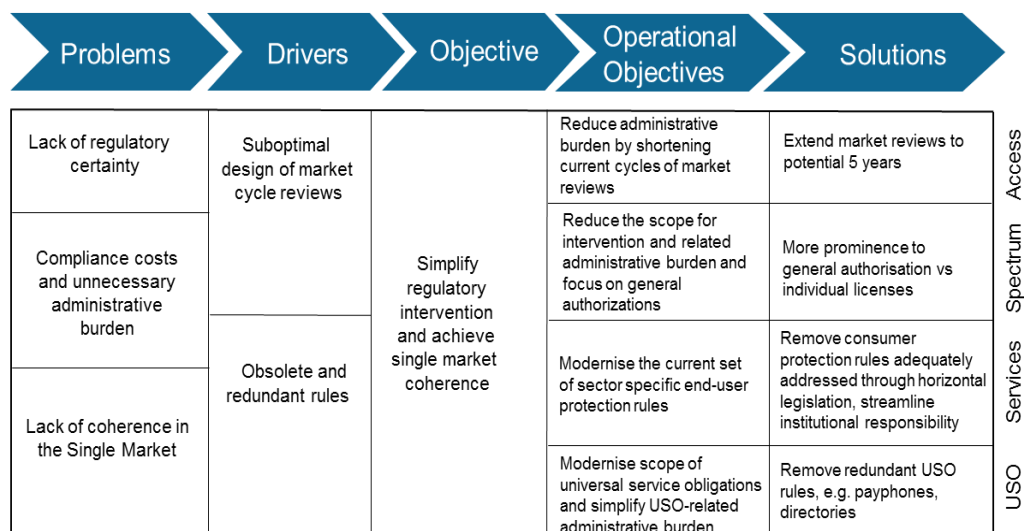 Problems
Drivers
Objective
Operational
Objectives
Solutions
Lack of regulatory
certainty
Compliance costs
and unnecessary
administrative
burden
Lack of coherence in
the Single Market
Suboptimal
design of market
cycle reviews
Obsolete and
redundant rules
Simplify
regulatory
intervention
and achieve
single market
coherence
Reduce administrative
burden by shortening
current cycles of market
reviews
Extend market reviews to
potential 5 years
Access
Reduce the scope for
intervention and related
administrative burden and
focus on general
authorizations
More prominence to
general authorisation vs
individual licenses
Spectrum
Modernise the current set
of sector specific end-user
protection rules
Remove consumer
protection rules adequately
addressed through horizontal
legislation, streamline
institutional responsibility
Services
Modernise scope of
universal service obligations
and simplify USO-related
administrative burden
Remove redundant USO
rules, e.g. payphones,
directories
USO